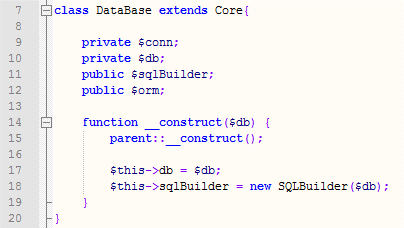 7 class DataBase extends Core{
8
9 private $conn;
10 private $db;
11 public $sqlBuilder;
12 public $orm;
13
14 function __construct($db) {
15 parent::__construct();
16
17 $this->db = $db;
18 $this->sqlBuilder = new SQLBuilder($db);
19 }
20 }